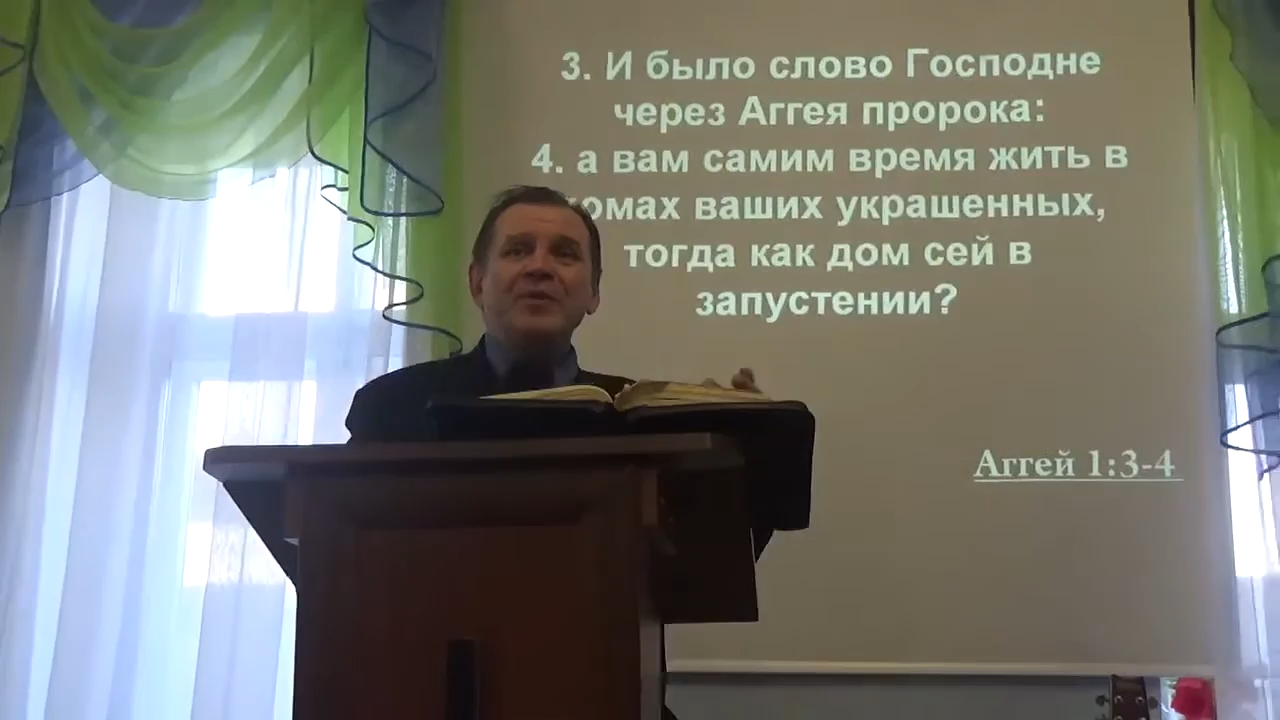 3. И было слово Господне
через Аггея пророка:
4. а вам самим время жить в
домах ваших украшенных,
тогда как дом сей в
запустении?
Аггей 1:3-4